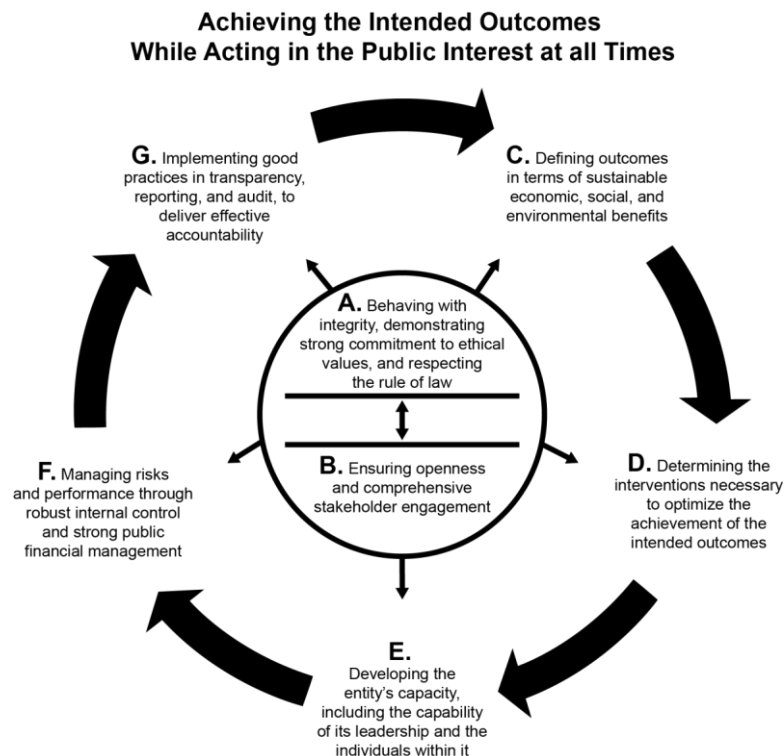 Achieving the Intended Outcomes
While Acting in the Public Interest at all Times
G. Implementing good
practices in transparency,
reporting, and audit, to
deliver effective
accountability
C. Defining outcomes
in terms of sustainable
economic, social, and
environmental benefits
A. Behaving with
integrity, demonstrating
strong commitment to ethical
values, and respecting
the rule of law
B. Ensuring openness
and comprehensive
stakeholder engagement
D. Determining the
interventions necessary
to optimize the
achievement of the
intended outcomes
E.
Developing the
entity's capacity,
including the capability
of its leadership and the
individuals within it
F. Managing risks
and performance through
robust internal control
and strong public
financial management